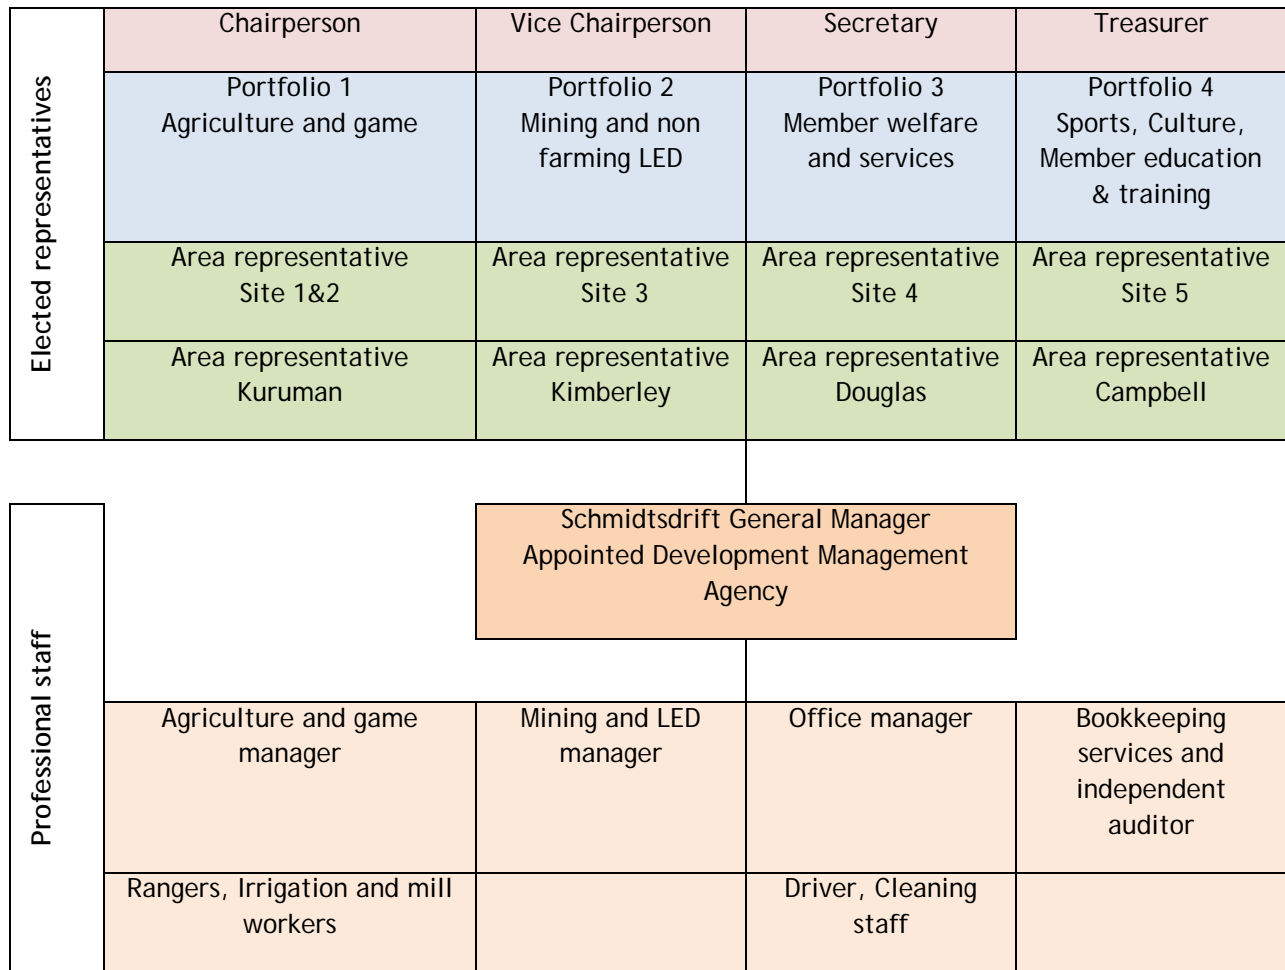 Elected representatives
Chairperson
Vice Chairperson
Secretary
Treasurer
Portfolio 1
Agriculture and game
Portfolio 2
Mining and non
farming LED
Portfolio 3
Member welfare
and services
Portfolio 4
Sports, Culture,
Member education
& training
Area representative
Site 1&2
Area representative
Site 3
Area representative
Site 4
Area representative
Site 5
Area representative
Kuruman
Area representative
Kimberley
Area representative
Douglas
Area representative
Campbell
Professional staff
Schmidtsdrift General Manager
Appointed Development Management
Agency
Agriculture and game
manager
Mining and LED
manager
Office manager
Bookkeeping
services and
independent
auditor
Rangers, Irrigation and mill
workers
Driver, Cleaning
staff